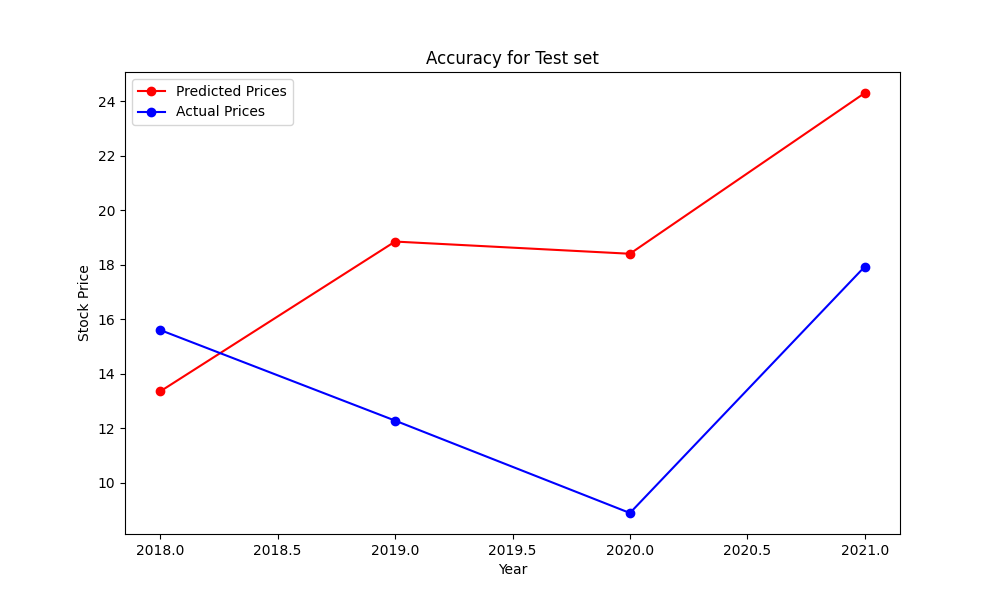 Accuracy for Test set
Predicted Prices
Actual Prices
24
22
20
18
16
14
12
10
Stock Price
2018.0 2018.5 2019.0 2019.5 2020.0 2020.5 2021.0
Year